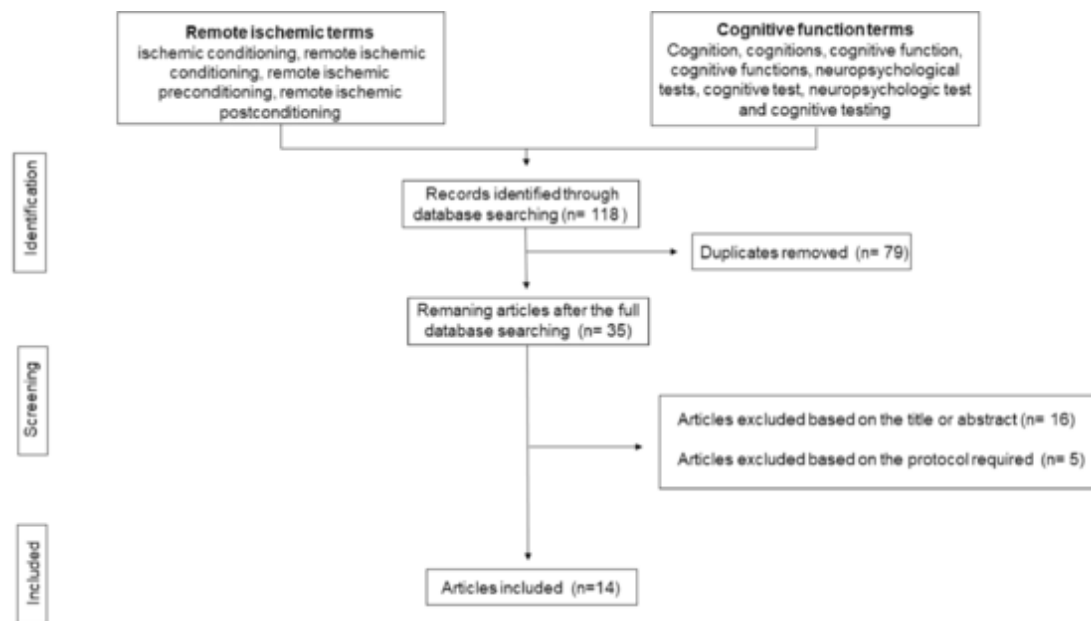 Remote ischemic terms
ischemic conditioning, remote ischemic
conditioning, remote ischemic
preconditioning, remote ischemic
postconditioning
Cognitive function terms
Cognition, cognitions, cognitive function,
cognitive functions, neuropsychological
tests, cognitive test, neuropsychologic test
and cognitive testing
Identification
Records identified through
database searching (n= 118 )
Duplicates removed (n= 79)
Remaning articles after the full
database searching (n= 35)
Screening
Articles excluded based on the title or abstract (n= 16)
Articles excluded based on the protocol required (n= 5)
Included
Articles included (n=14)